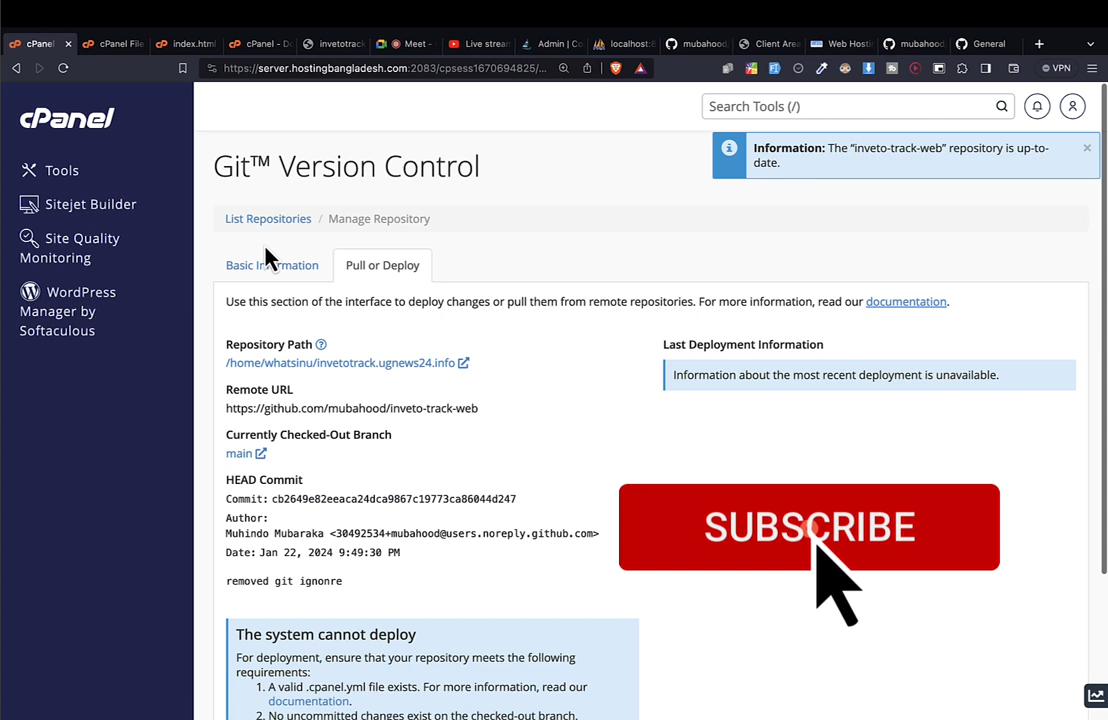 cPanel
cPanel File
index.html
cPanel - Do
invetotrack
Meet -
Live stream
Admin | Co
localhost:8
mubahood
Client Area
Web Hosti
mubahood
General
https://server.hostingbangladesh.com:2083/cpsess1670694825/...
VPN
cPanel
Search Tools (/)
Tools
Sitejet Builder
Site Quality
Monitoring
WordPress
Manager by
Softaculous
Git™ Version Control
Information: The “inveto-track-web” repository is up-to-
date.
List Repositories / Manage Repository
Basic Information
Pull or Deploy
Use this section of the interface to deploy changes or pull them from remote repositories. For more information, read our documentation.
Repository Path
/home/whatsinu/invetotrack.ugnews24.info
Remote URL
https://github.com/mubahood/inveto-track-web
Currently Checked-Out Branch
main
HEAD Commit
Commit: cb2649e82eeaca24dca9867c19773ca86044d247
Author:
Muhindo Mubaraka <30492534+mubahood@users.noreply.github.com>
Date: Jan 22, 2024 9:49:30 PM
removed git ignonre
Last Deployment Information
Information about the most recent deployment is unavailable.
SUBSCRIBE
The system cannot deploy
For deployment, ensure that your repository meets the following
requirements:
1. A valid .cpanel.yml file exists. For more information, read our
documentation.
2. No uncommitted changes exist on the checked-out branch.